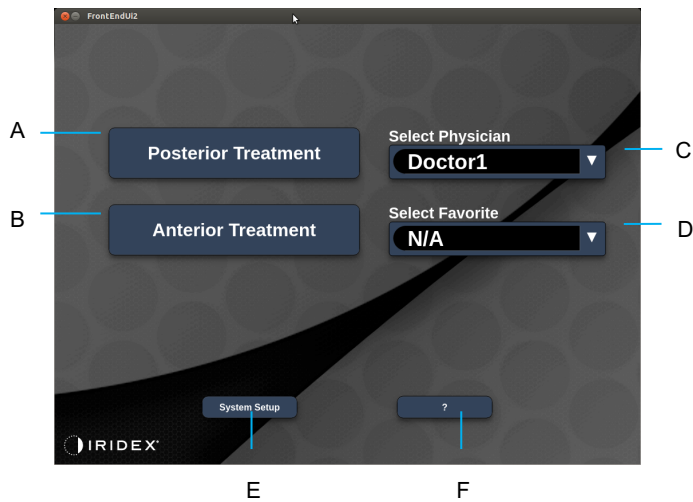 FrontEndUI2
A
Posterior Treatment
Select Physician
Doctor1
▼
C
B
Anterior Treatment
Select Favorite
N/A
▼
D
System Setup
?
IRIDEX®
E
F